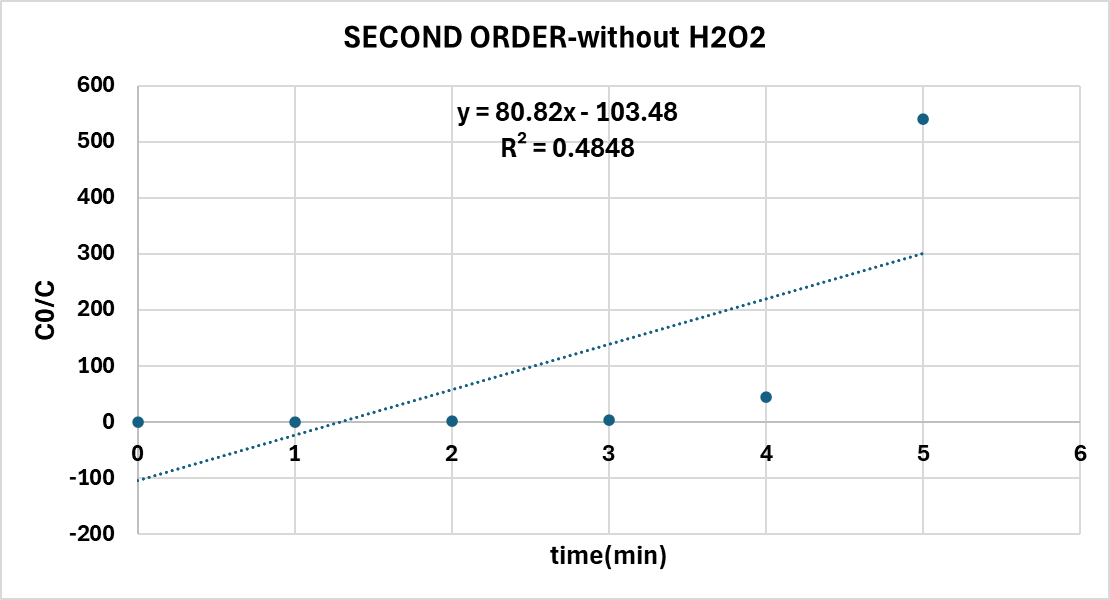 SECOND ORDER-without H2O2
y = 80.82x - 103.48
R² = 0.4848
600
500
400
300
200
100
0
-100
-200
C0/C
0 1 2 3 4 5 6
time(min)